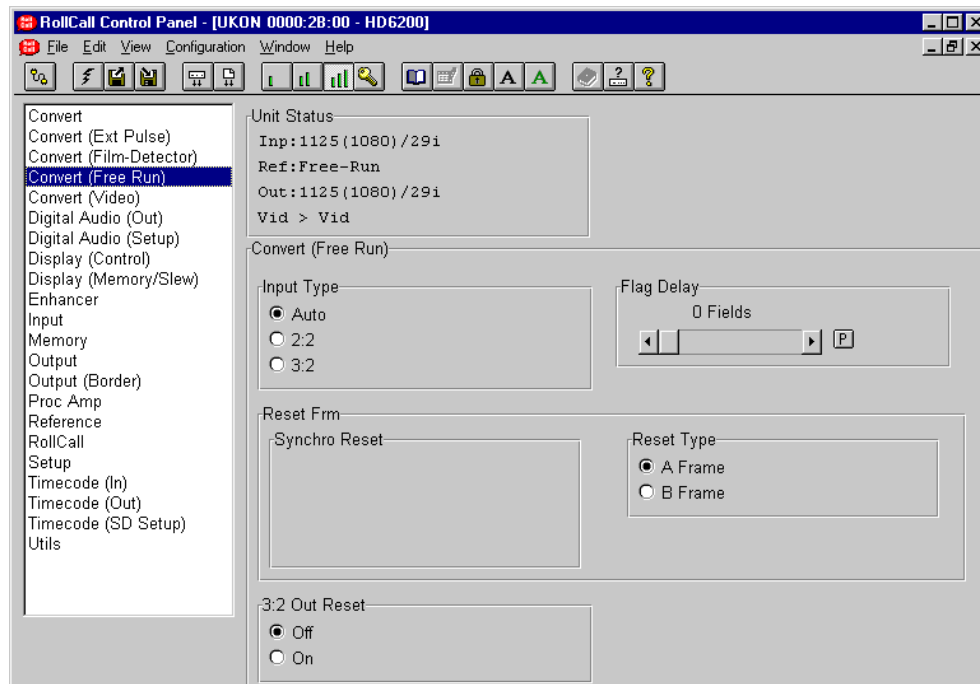 RollCall Control Panel - [UKON 0000:2B:00 - HD6200]
File Edit View Configuration Window Help
A A
Convert
Convert (Ext Pulse)
Convert (Film-Detector)
Convert (Free Run)
Convert (Video)
Digital Audio (Out)
Digital Audio (Setup)
Display (Control)
Display (Memory/Slew)
Enhancer
Input
Memory
Output
Output (Border)
Proc Amp
Reference
RollCall
Setup
Timecode (In)
Timecode (Out)
Timecode (SD Setup)
Utils
Unit Status
Inp:1125(1080)/29i
Ref:Free-Run
Out:1125(1080)/29i
Vid > Vid
Convert (Free Run)
Input Type
Auto
2:2
3:2
Flag Delay
0 Fields
P
Reset Frm
Synchro Reset
Reset Type
A Frame
B Frame
3:2 Out Reset
Off
On